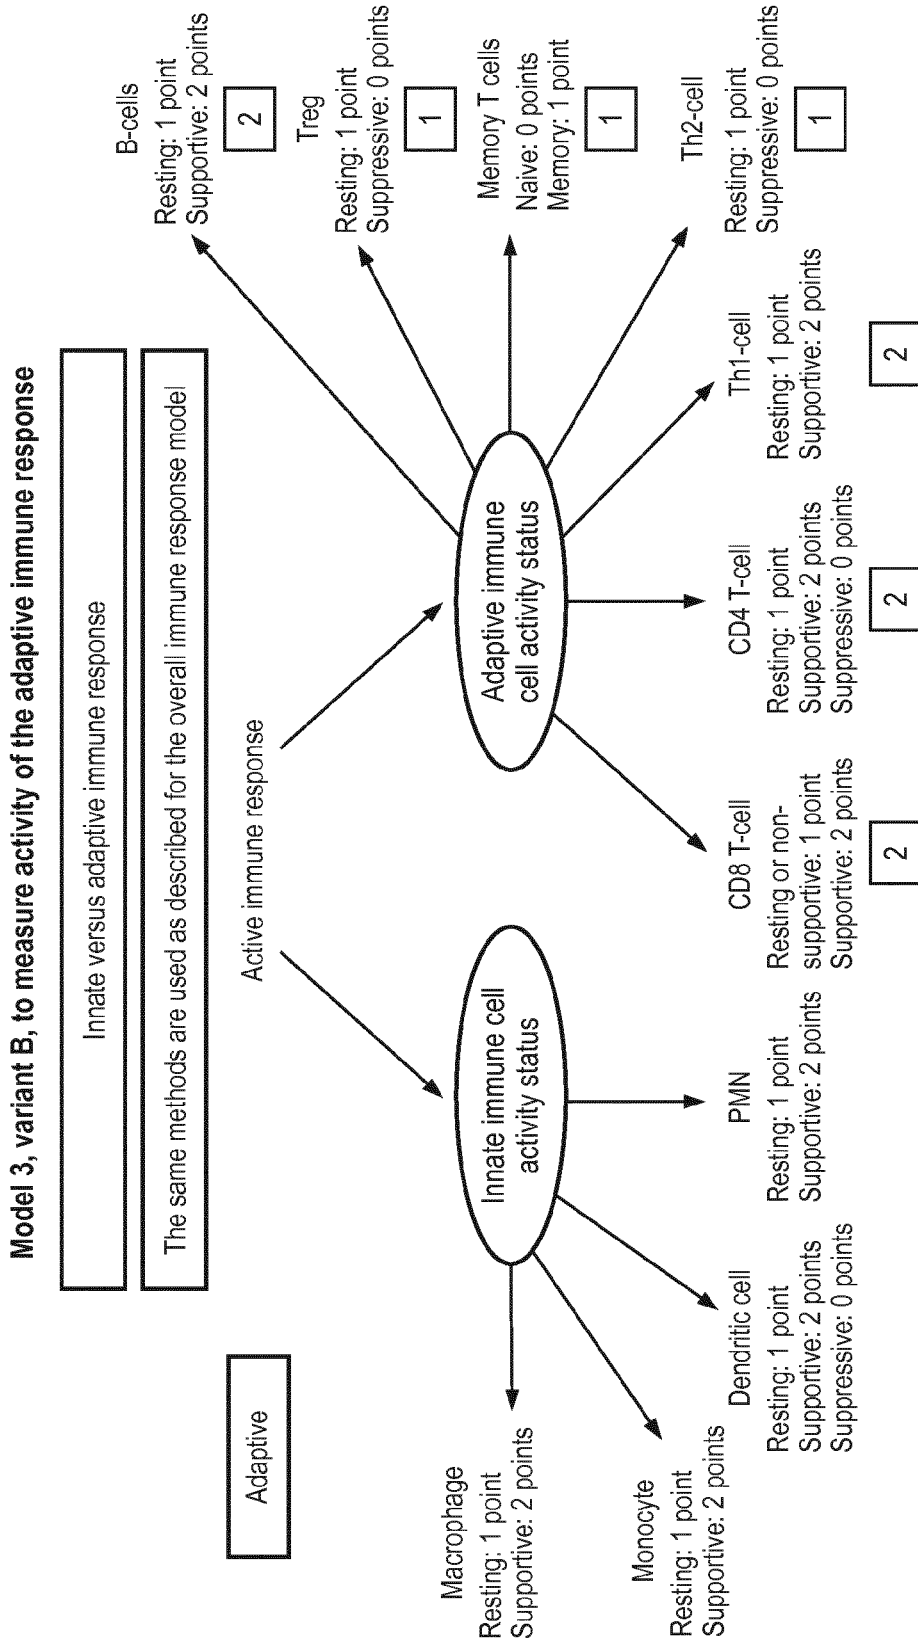 Model 3, variant B, to measure activity of the adaptive immune response
Innate versus adaptive immune response
The same methods are used as described for the overall immune response model
Adaptive
Active immune response
Innate immune cell
activity status
Adaptive immune
cell activity status
Macrophage
Resting: 1 point
Supportive: 2 points
Monocyte
Resting: 1 point
Supportive: 2 points
Dendritic cell
Resting: 1 point
Supportive: 2 points
Suppressive: 0 points
PMN
Resting: 1 point
Supportive: 2 points
CD8 T-cell
Resting or non-
supportive: 1 point
Supportive: 2 points
2
CD4 T-cell
Resting: 1 point
Supportive: 2 points
Suppressive: 0 points
2
Th1-cell
Resting: 1 point
Supportive: 2 points
2
Th2-cell
Resting: 1 point
Suppressive: 0 points
1
Memory T cells
Naive: 0 points
Memory: 1 point
1
Treg
Resting: 1 point
Suppressive: 0 points
1
B-cells
Resting: 1 point
Supportive: 2 points
2